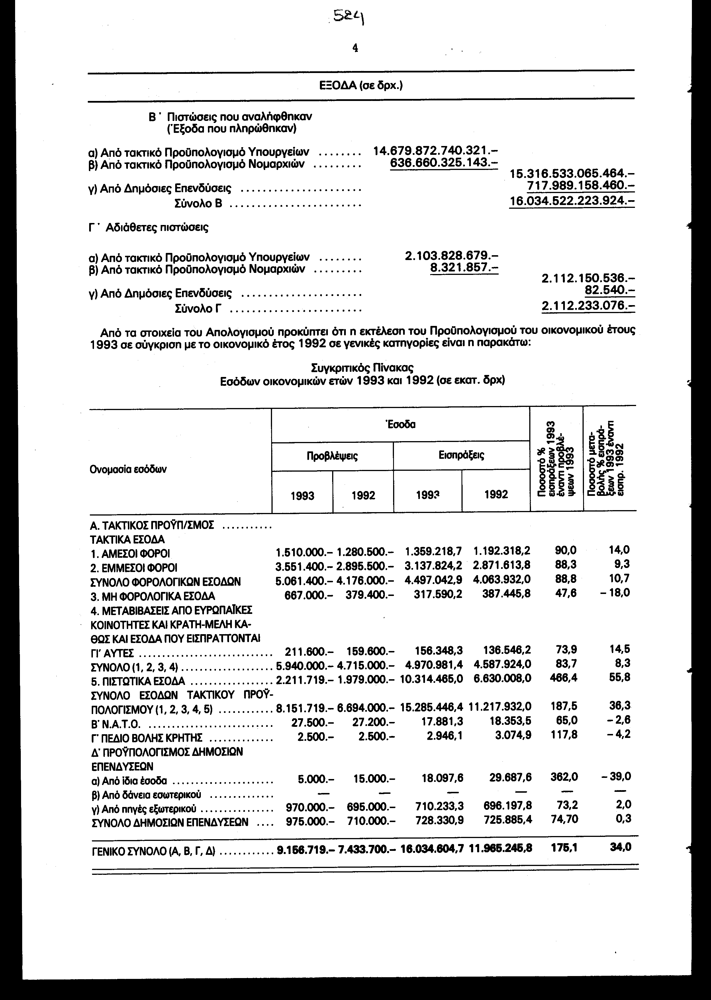 524
4
ΕΞΟΔΑ (σε δρχ.)
Β΄ Πιστώσεις που αναλήφθηκαν
(Έξοδα που πληρώθηκαν)
α) Από τακτικό Προϋπολογισμό Υπουργείων ........ 14.679.872.740.321.–
β) Από τακτικό Προϋπολογισμό Νομαρχιών ......... 636.660.325.143.–
15.316.533.065.464.–
γ) Από Δημόσιες Επενδύσεις ...................... 717.989.158.460.–
Σύνολο Β ........................ 16.034.522.223.924.–
Γ΄ Αδιάθετες πιστώσεις
α) Από τακτικό Προϋπολογισμό Υπουργείων ........ 2.103.828.679.–
β) Από τακτικό Προϋπολογισμό Νομαρχιών ......... 8.321.857.–
2.112.150.536.–
γ) Από Δημόσιες Επενδύσεις ...................... 82.540.–
Σύνολο Γ ........................ 2.112.233.076.–
Από τα στοιχεία του Απολογισμού προκύπτει ότι η εκτέλεση του Προϋπολογισμού του οικονομικού έτους
1993 σε σύγκριση με το οικονομικό έτος 1992 σε γενικές κατηγορίες είναι η παρακάτω:
Συγκριτικός Πίνακας
Εσόδων οικονομικών ετών 1993 και 1992 (σε εκατ. δρχ)
Ονομασία εσόδων
Έσοδα
Προβλέψεις Εισπράξεις
1993 1992 1993 1992
Ποσοστό %
εισπράξεων 1993
έναντι προβλέ-
ψεων 1993
Ποσοστό μετα-
βολής % εισπρά-
ξεων 1993 έναντι
εισπρ. 1992
Α. ΤΑΚΤΙΚΟΣ ΠΡΟΫΠ/ΣΜΟΣ ...........
ΤΑΚΤΙΚΑ ΕΣΟΔΑ
1. ΑΜΕΣΟΙ ΦΟΡΟΙ 1.510.000.– 1.280.500.– 1.359.218,7 1.192.318,2 90,0 14,0
2. ΕΜΜΕΣΟΙ ΦΟΡΟΙ 3.551.400.– 2.895.500.– 3.137.824,2 2.871.613,8 88,3 9,3
ΣΥΝΟΛΟ ΦΟΡΟΛΟΓΙΚΩΝ ΕΣΟΔΩΝ 5.061.400.– 4.176.000.– 4.497.042,9 4.063.932,0 88,8 10,7
3. ΜΗ ΦΟΡΟΛΟΓΙΚΑ ΕΣΟΔΑ 667.000.– 379.400.– 317.590,2 387.445,8 47,6 – 18,0
4. ΜΕΤΑΒΙΒΑΣΕΙΣ ΑΠΟ ΕΥΡΩΠΑΪΚΕΣ
ΚΟΙΝΟΤΗΤΕΣ ΚΑΙ ΚΡΑΤΗ-ΜΕΛΗ ΚΑ-
ΘΩΣ ΚΑΙ ΕΣΟΔΑ ΠΟΥ ΕΙΣΠΡΑΤΤΟΝΤΑΙ
ΓΙ' ΑΥΤΕΣ ............................ 211.600.– 159.600.– 156.348,3 136.546,2 73,9 14,5
ΣΥΝΟΛΟ (1, 2, 3, 4) ................... 5.940.000.– 4.715.000.– 4.970.981,4 4.587.924,0 83,7 8,3
5. ΠΙΣΤΩΤΙΚΑ ΕΣΟΔΑ ................. 2.211.719.– 1.979.000.– 10.314.465,0 6.630.008,0 466,4 55,8
ΣΥΝΟΛΟ ΕΣΟΔΩΝ ΤΑΚΤΙΚΟΥ ΠΡΟΫ-
ΠΟΛΟΓΙΣΜΟΥ (1, 2, 3, 4, 5) ............ 8.151.719.– 6.694.000.– 15.285.446,4 11.217.932,0 187,5 36,3
Β΄ Ν.Α.Τ.Ο. .......................... 27.500.– 27.200.– 17.881,3 18.353,5 65,0 – 2,6
Γ΄ ΠΕΔΙΟ ΒΟΛΗΣ ΚΡΗΤΗΣ .............. 2.500.– 2.500.– 2.946,1 3.074,9 117,8 – 4,2
Δ΄ ΠΡΟΫΠΟΛΟΓΙΣΜΟΣ ΔΗΜΟΣΙΩΝ
ΕΠΕΝΔΥΣΕΩΝ
α) Από ίδια έσοδα ...................... 5.000.– 15.000.– 18.097,6 29.687,6 362,0 – 39,0
β) Από δάνεια εσωτερικού .............. — — — — — —
γ) Από πηγές εξωτερικού ................ 970.000.– 695.000.– 710.233,3 696.197,8 73,2 2,0
ΣΥΝΟΛΟ ΔΗΜΟΣΙΩΝ ΕΠΕΝΔΥΣΕΩΝ .... 975.000.– 710.000.– 728.330,9 725.885,4 74,70 0,3
ΓΕΝΙΚΟ ΣΥΝΟΛΟ (Α, Β, Γ, Δ) ............ 9.156.719.– 7.433.700.– 16.034.604,7 11.965.245,8 175,1 34,0